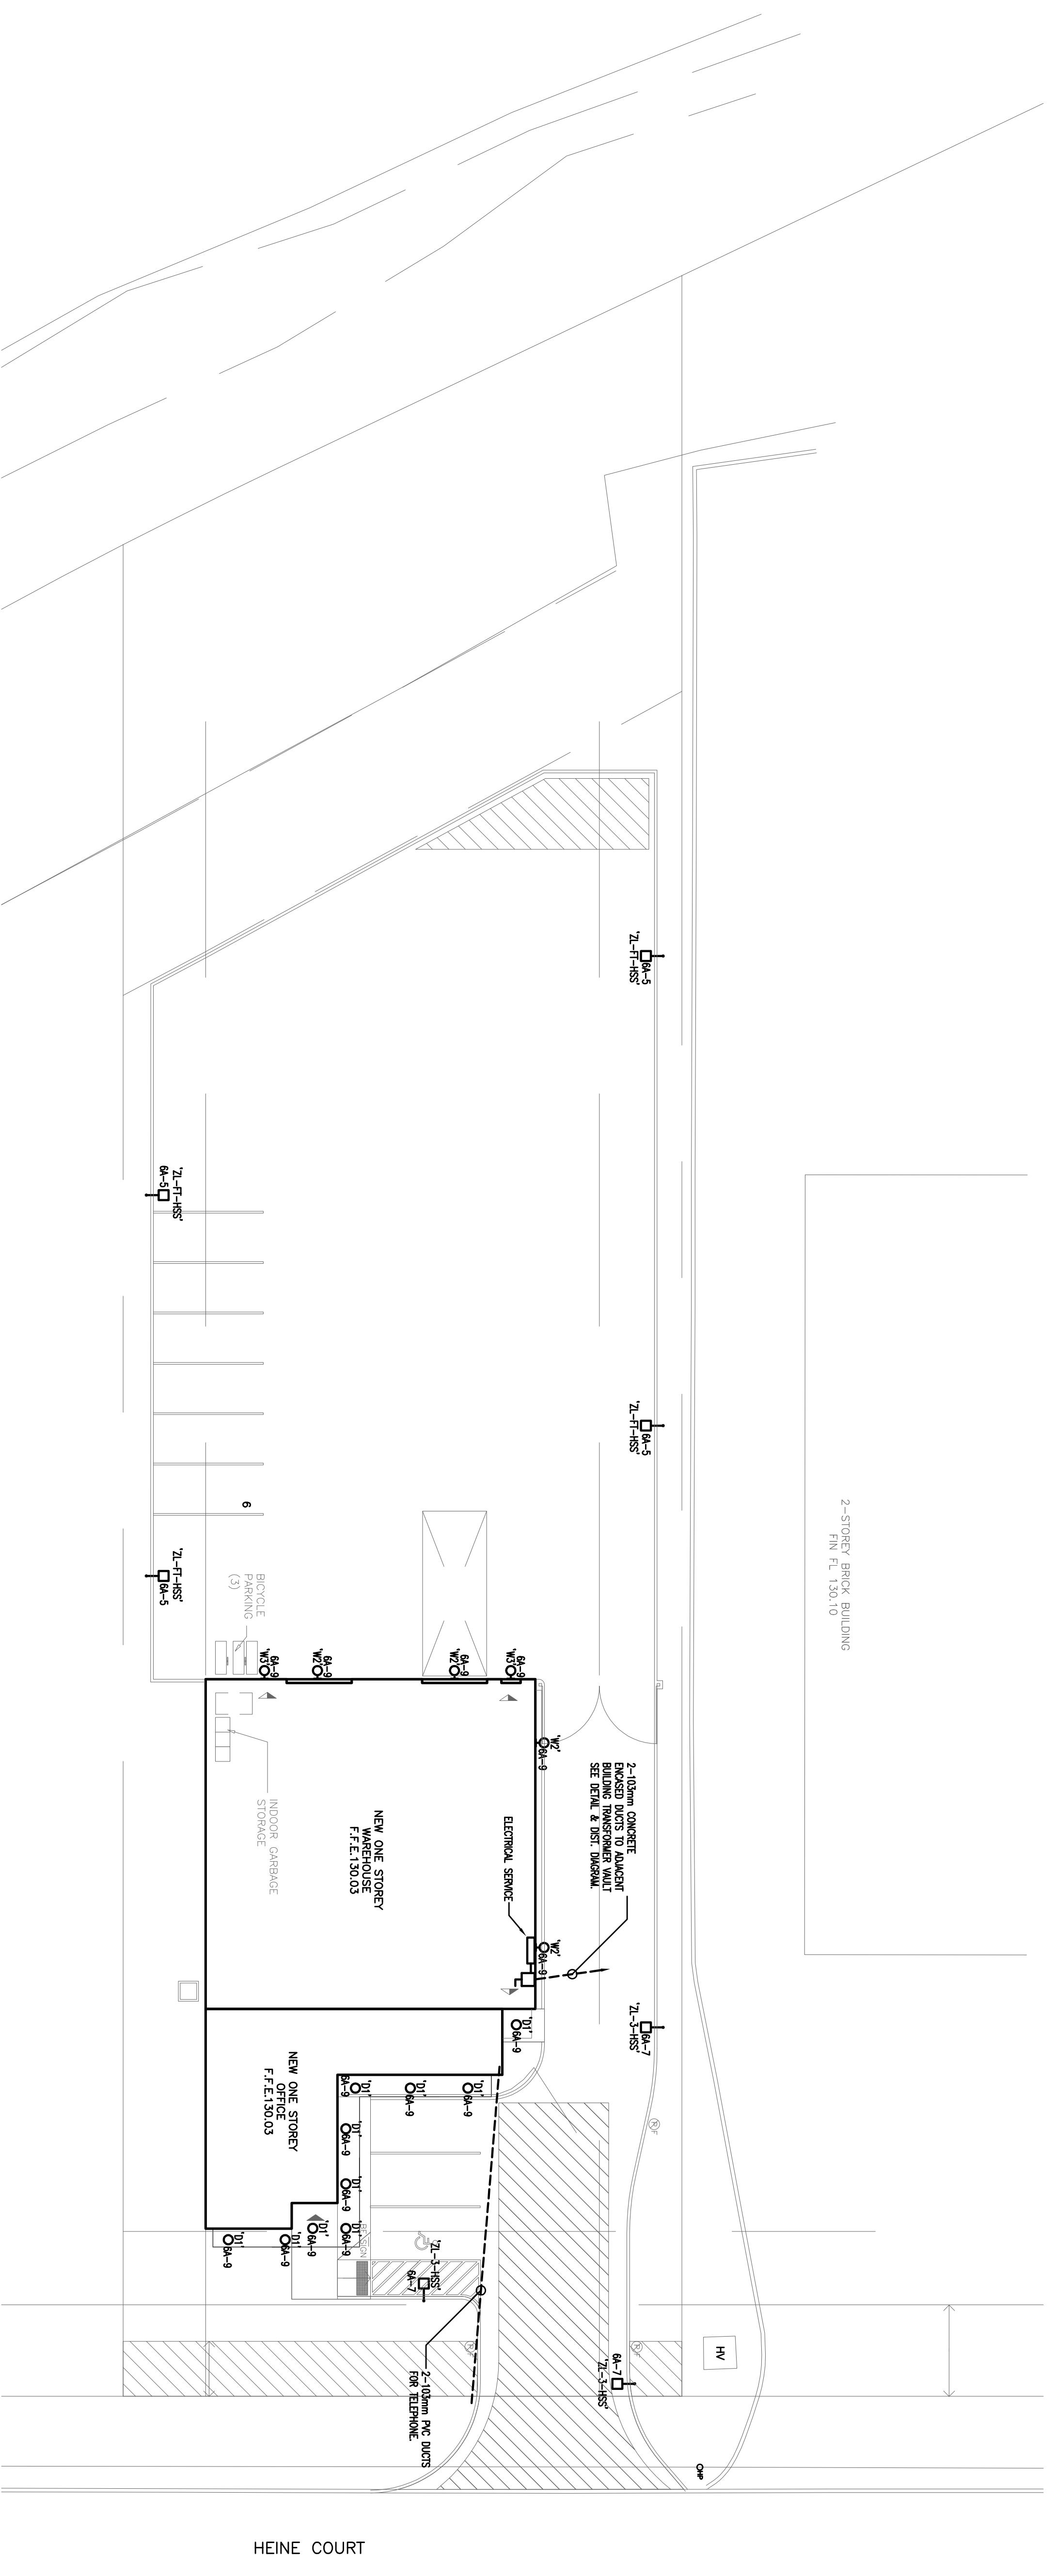 6A-5
'ZL-FT-HSS'
'ZL-FT-HSS'
6A-5
6A-5
'ZL-FT-HSS'
2-STOREY BRICK BUILDING
FIN FL 130.10
6
'ZL-FT-HSS'
6A-5
BICYCLE
PARKING
(3)
6A-9
'W3'
6A-9
'W2'
6A-9
'W2'
6A-9
'W3'
'W2'
6A-9
2-103mm CONCRETE
ENCASED DUCTS TO ADJACENT
BUILDING TRANSFORMER VAULT
SEE DETAIL & DIST. DIAGRAM.
INDOOR GARBAGE
STORAGE
NEW ONE STOREY
WAREHOUSE
F.F.E.130.03
ELECTRICAL SERVICE
'W2'
6A-9
6A-7
'ZL-3-HSS'
'D1'
6A-9
NEW ONE STOREY
OFFICE
F.F.E.130.03
'D1'
6A-9
'D1'
6A-9
'D1'
6A-9
'D1'
6A-9
'D1'
6A-9
'D1'
6A-9
'D1'
6A-9
'D1'
6A-9
'D1'
6A-9
'ZL-3-HSS'
6A-7
HV
6A-7
'ZL-3-HSS'
2-103mm PVC DUCTS
FOR TELEPHONE.
HP
HEINE COURT